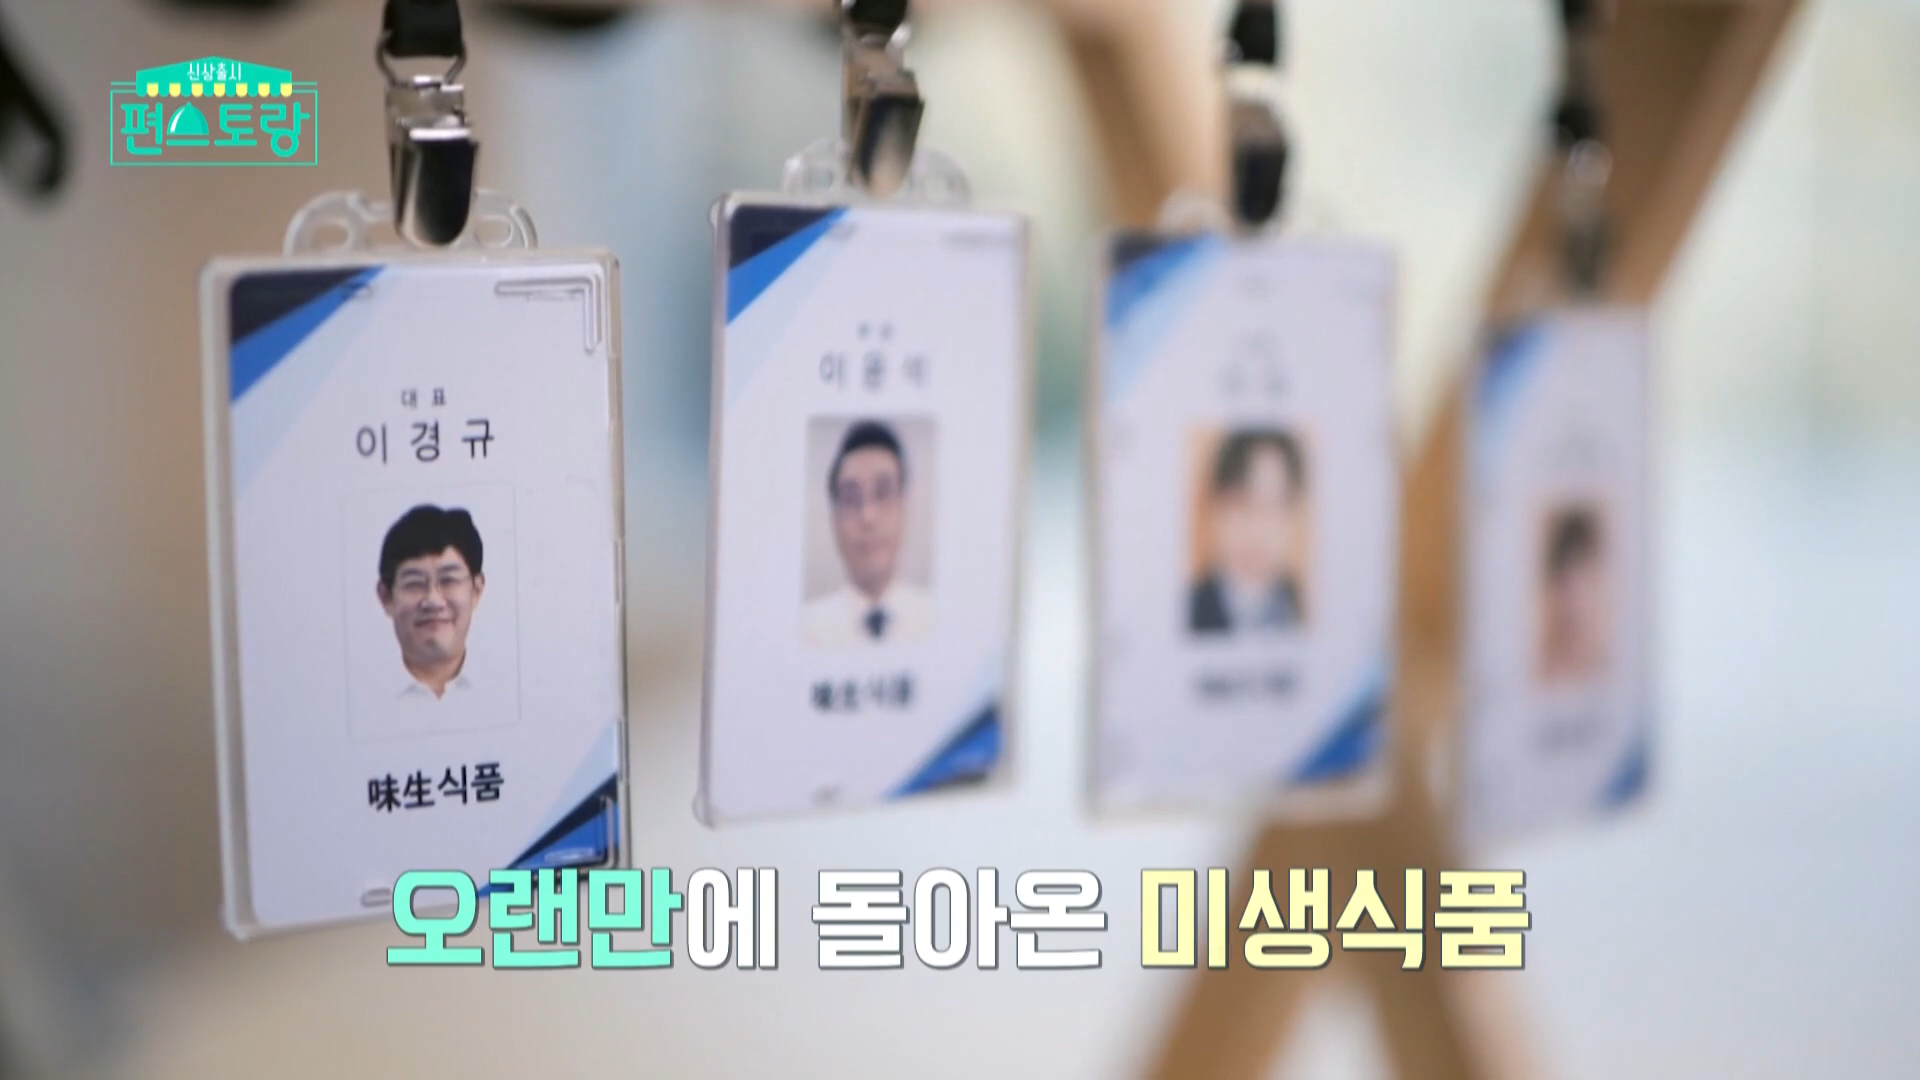 신상출시
편스토랑
대표
이경규
味生식품
이윤석
味生식품
오랜만에 돌아온 미생식품